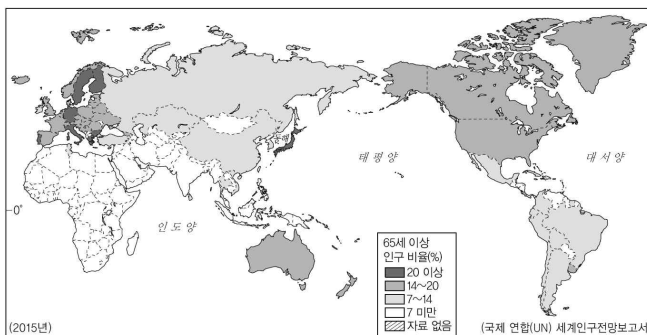 태평양
대서양
0°
인도양
65세 이상
인구 비율(%)
20 이상
14~20
7~14
7 미만
자료 없음
(2015년)
(국제 연합(UN) 세계인구전망보고서